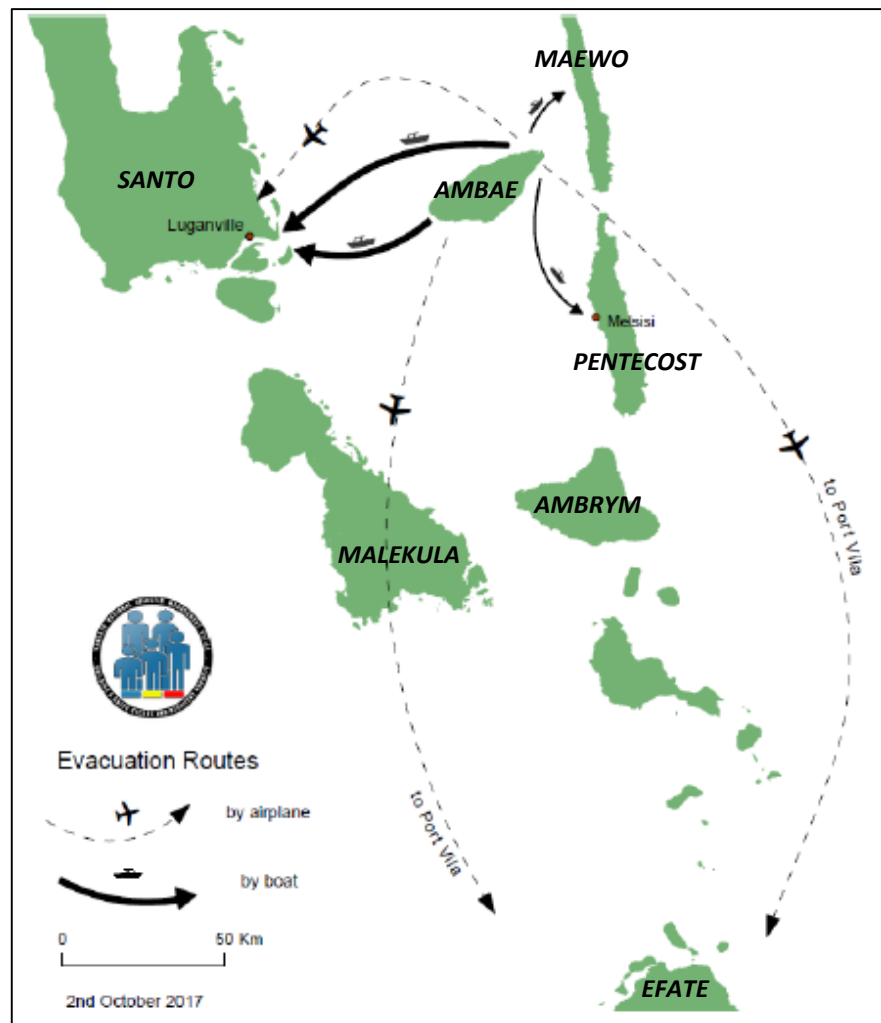 MAEWO
SANTO
AMBAE
Luganville
Melsisi
PENTECOST
AMBRYM
to Port Vila
MALEKULA
to Port Vila
Evacuation Routes
by airplane
by boat
0 50 Km
2nd October 2017
EFATE